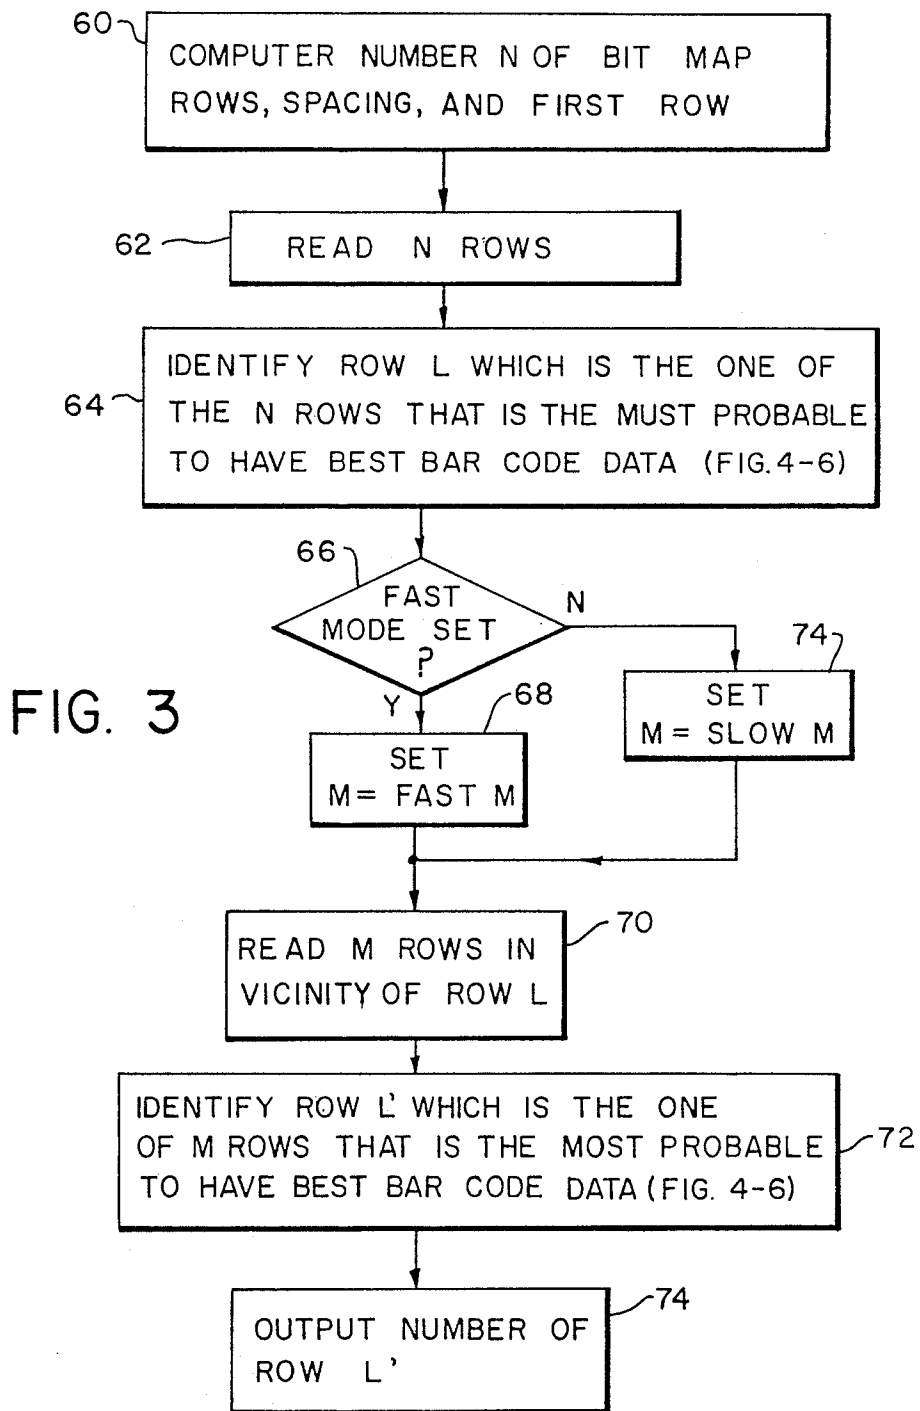 60
COMPUTER NUMBER N OF BIT MAP
ROWS, SPACING, AND FIRST ROW
62
READ N ROWS
64
IDENTIFY ROW L WHICH IS THE ONE OF
THE N ROWS THAT IS THE MUST PROBABLE
TO HAVE BEST BAR CODE DATA (FIG. 4-6)
66
FAST
MODE SET
?
N
Y
74
SET
M = SLOW M
FIG. 3
68
SET
M = FAST M
70
READ M ROWS IN
VICINITY OF ROW L
72
IDENTIFY ROW L' WHICH IS THE ONE
OF M ROWS THAT IS THE MOST PROBABLE
TO HAVE BEST BAR CODE DATA (FIG. 4-6)
74
OUTPUT NUMBER OF
ROW L'